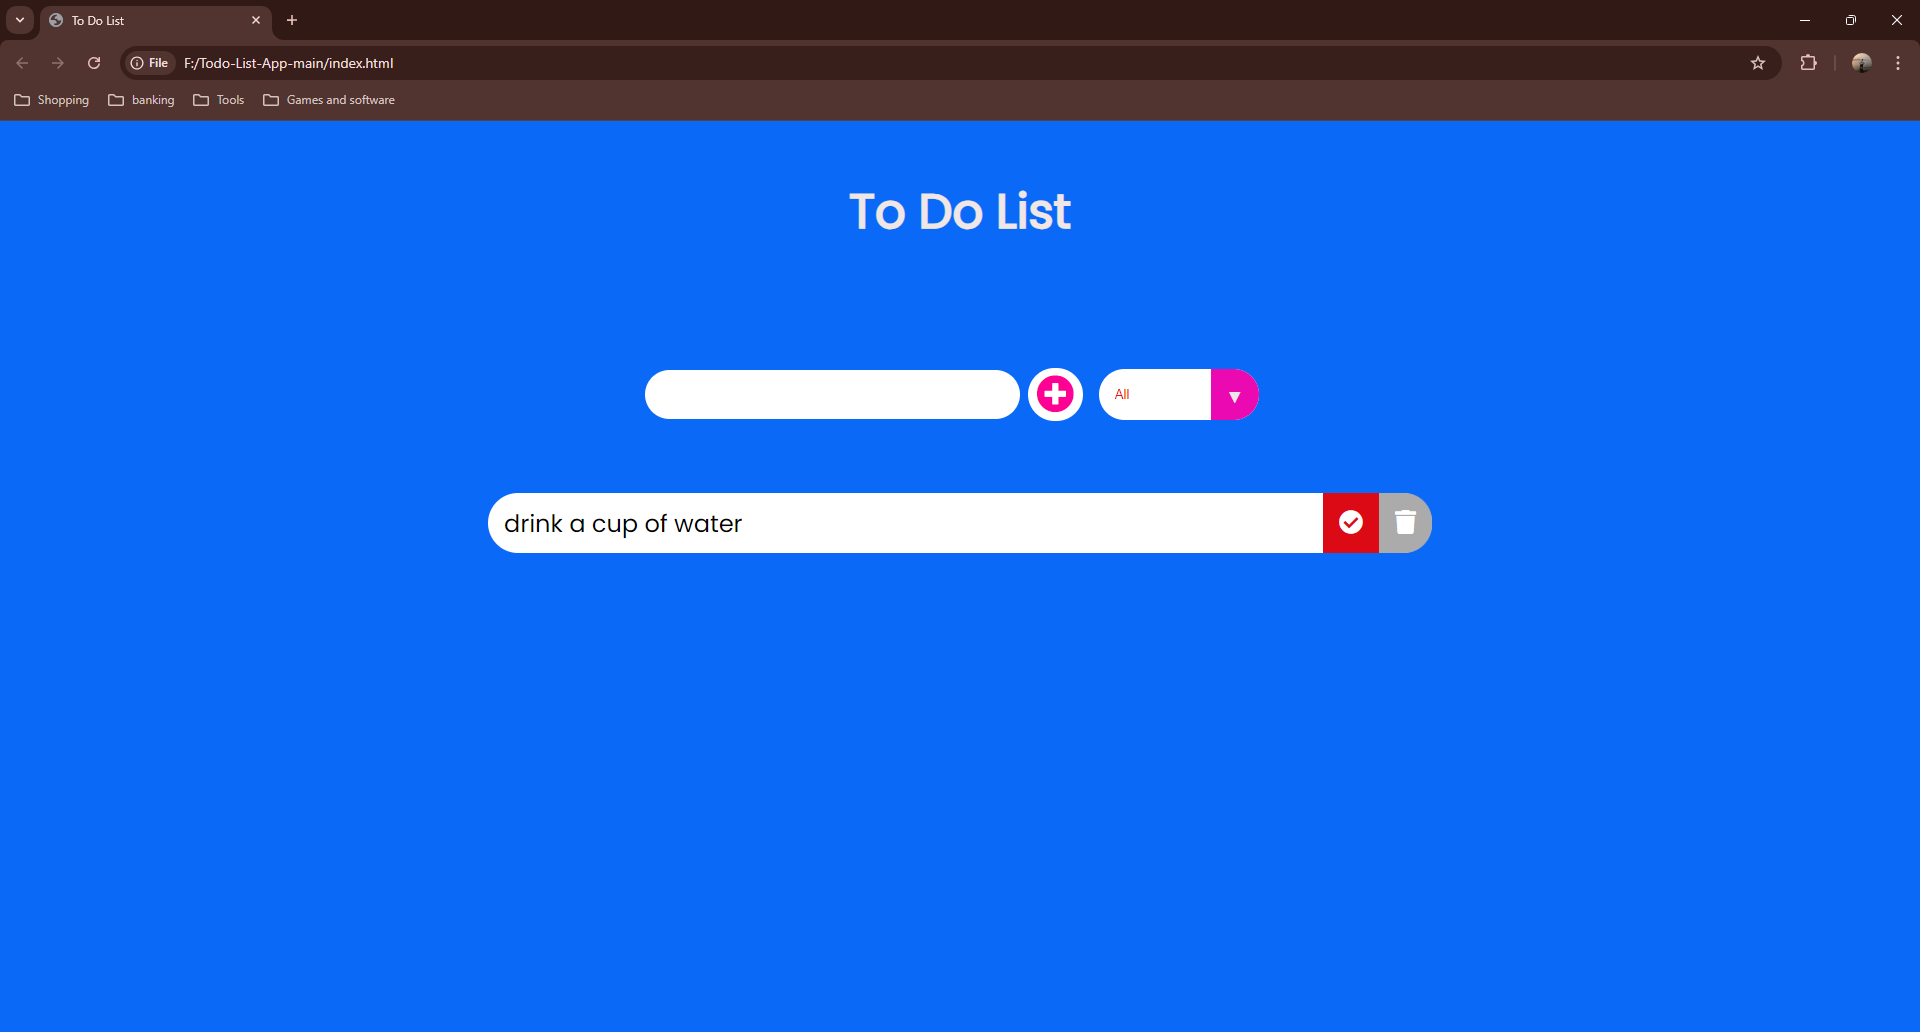 To Do List
File F:/Todo-List-App-main/index.html
Shopping banking Tools Games and software
To Do List
All
drink a cup of water